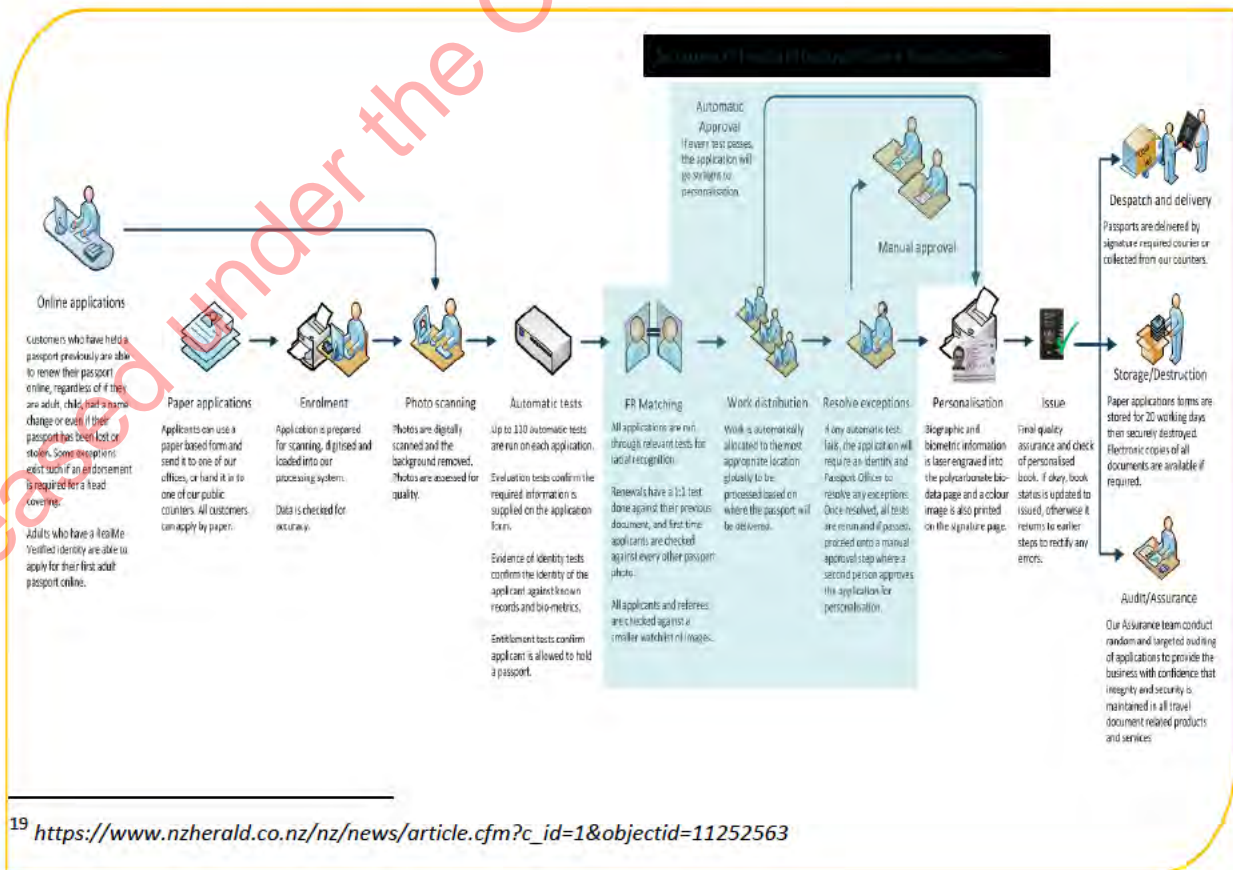 Released under the O
Automatic
Approval
If every test passes,
the application will
go straight to
personalisation.
Manual approval
Despatch and delivery
Passports are delivered by
signature required courier or
collected from our counters.
Online applications
Customers who have held a
passport previously are able
to renew their passport
online, regardless of if they
are adult, child, had a name
change or even if their
passport has been lost or
stolen. Some exceptions
exist such if an endorsement
is required for a head
covering.
Adults who have a RealMe
Verified identity are able to
apply for their first adult
passport online.
Paper applications
Applicants can use a
paper based form and
send it to one of our
offices, or hand it in to
one of our public
counters. All customers
can apply by paper.
Enrolment
Application is prepared
for scanning, digitised and
loaded into our
processing system.
Data is checked for
accuracy.
Photo scanning
Photos are digitally
scanned and the
background removed.
Photos are assessed for
quality.
Automatic tests
Up to 130 automatic tests
are run on each application.
Evaluation tests confirm the
required information is
supplied on the application
form.
Evidence of Identity tests
confirm the identity of the
applicant against known
records and bio-metrics.
Entitlement tests confirm
applicant is allowed to hold
a passport.
FR Matching
All applications are run
through relevant tests for
facial recognition.
Renewals have a 1:1 test
done against their previous
document, and first time
applicants are checked
against every other passport
photo.
All applicants and referees
are checked against a
smaller watchlist of images.
Work distribution
Work is automatically
allocated to the most
appropriate location
globally to be
processed based on
where the passport will
be delivered.
Resolve exceptions
If any automatic test
fails, the application will
require an Identity and
Passport Officer to
resolve any exceptions.
Once resolved, all tests
are rerun and if passed,
proceed onto a manual
approval step where a
second person approves
the application for
personalisation.
Personalisation
Biographic and
biometric information
is laser engraved into
the polycarbonate bio-
data page and a colour
image is also printed
on the signature page.
Issue
Final quality
assurance and check
of personalised
book. If okay, book
status is updated to
issued, otherwise it
returns to earlier
steps to rectify any
errors.
Storage/Destruction
Paper applications forms are
stored for 20 working days
then securely destroyed.
Electronic copies of all
documents are available if
required.
Audit/Assurance
Our Assurance team conduct
random and targeted auditing
of applications to provide the
business with confidence that
integrity and security is
maintained in all travel
document related products
and services
19 https://www.nzherald.co.nz/nz/news/article.cfm?c_id=1&objectid=11252563